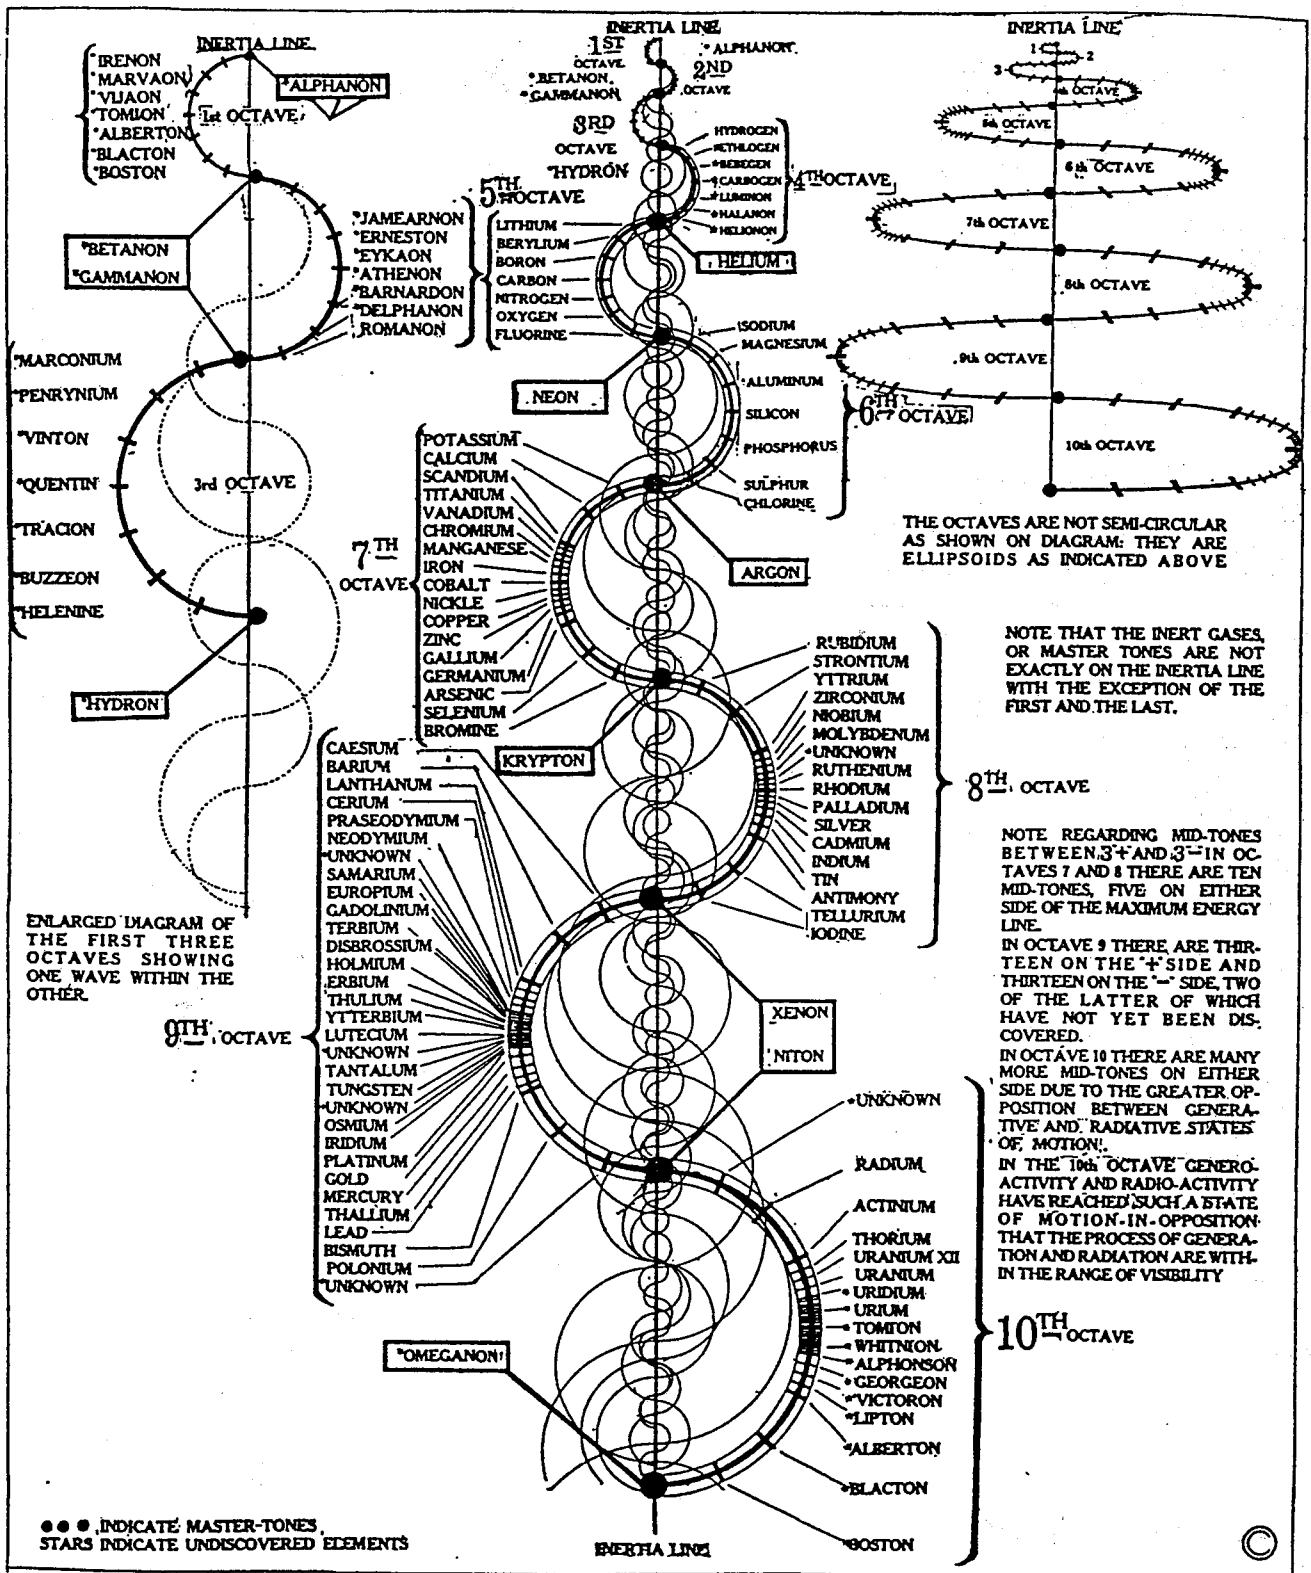 INERTIA LINE
*IRENON
*MARVAON
*VIJAON
*TOMION
*ALBERTON
*BLACTON
*BOSTON
*ALPHANON
1st OCTAVE
*BETANON
*GAMMANON
*JAMEARNON
*ERNESTON
*EYKAON
*ATHENON
*BARNARDON
*DELPHANON
ROMANON
*MARCONIUM
*PENRYNIUM
*VINTON
*QUENTIN
*TRACION
*BUZZEON
*HELENINE
3rd OCTAVE
*HYDRON
ENLARGED DIAGRAM OF
THE FIRST THREE
OCTAVES SHOWING
ONE WAVE WITHIN THE
OTHER
INERTIA LINE
1ST
OCTAVE
*ALPHANON
2ND
OCTAVE
*BETANON
*GAMMANON
3RD
OCTAVE
*HYDRON
HYDROGEN
*ETHLOGEN
*BEBEGEN
*CARBOGEN
*LUMINON
*HALANON
*HELIONON
4TH OCTAVE
HELIUM
5TH
OCTAVE
LITHIUM
BERYLIUM
BORON
CARBON
NITROGEN
OXYGEN
FLUORINE
NEON
SODIUM
MAGNESIUM
ALUMINUM
SILICON
PHOSPHORUS
SULPHUR
CHLORINE
6TH OCTAVE
ARGON
7TH
OCTAVE
POTASSIUM
CALCIUM
SCANDIUM
TITANIUM
VANADIUM
CHROMIUM
MANGANESE
IRON
COBALT
NICKLE
COPPER
ZINC
GALLIUM
GERMANIUM
ARSENIC
SELENIUM
BROMINE
KRYPTON
RUBIDIUM
STRONTIUM
YTTRIUM
ZIRCONIUM
NIOBIUM
MOLYBDENUM
*UNKNOWN
RUTHENIUM
RHODIUM
PALLADIUM
SILVER
CADMIUM
INDIUM
TIN
ANTIMONY
TELLURIUM
IODINE
8TH OCTAVE
9TH OCTAVE
CAESIUM
BARIUM
LANTHANUM
CERIUM
PRASEODYMIUM
NEODYMIUM
*UNKNOWN
SAMARIUM
EUROPIUM
GADOLINIUM
TERBIUM
DISBROSSIUM
HOLMIUM
ERBIUM
THULIUM
YTTERBIUM
LUTECIUM
*UNKNOWN
TANTALUM
TUNGSTEN
*UNKNOWN
OSMIUM
IRIDIUM
PLATINUM
GOLD
MERCURY
THALLIUM
LEAD
BISMUTH
POLONIUM
*UNKNOWN
XENON
NITON
*UNKNOWN
RADIUM
ACTINIUM
THORIUM
URANIUM XII
URANIUM
*URIDIUM
*URIUM
*TOMION
*WHITNION
*ALPHONSON
*GEORGEON
*VICTORON
*LIPTON
*ALBERTON
*BLACTON
*BOSTON
10TH OCTAVE
*OMEGANON
INERTIA LINE
INERTIA LINE
1
2
3
4th OCTAVE
5th OCTAVE
6th OCTAVE
7th OCTAVE
8th OCTAVE
9th OCTAVE
10th OCTAVE
THE OCTAVES ARE NOT SEMI-CIRCULAR
AS SHOWN ON DIAGRAM: THEY ARE
ELLIPSOIDS AS INDICATED ABOVE
NOTE THAT THE INERT GASES,
OR MASTER TONES ARE NOT
EXACTLY ON THE INERTIA LINE
WITH THE EXCEPTION OF THE
FIRST AND THE LAST.
NOTE REGARDING MID-TONES
BETWEEN 3+ AND 3- IN OC-
TAVES 7 AND 8 THERE ARE TEN
MID-TONES, FIVE ON EITHER
SIDE OF THE MAXIMUM ENERGY
LINE.
IN OCTAVE 9 THERE ARE THIR-
TEEN ON THE "+" SIDE AND
THIRTEEN ON THE "-" SIDE, TWO
OF THE LATTER OF WHICH
HAVE NOT YET BEEN DIS-
COVERED.
IN OCTAVE 10 THERE ARE MANY
MORE MID-TONES ON EITHER
SIDE DUE TO THE GREATER OP-
POSITION BETWEEN GENERA-
TIVE AND RADIATIVE STATES
OF MOTION.
IN THE 10th OCTAVE GENERO-
ACTIVITY AND RADIO-ACTIVITY
HAVE REACHED SUCH A STATE
OF MOTION-IN-OPPOSITION
THAT THE PROCESS OF GENERA-
TION AND RADIATION ARE WITH-
IN THE RANGE OF VISIBILITY
●●● INDICATE MASTER-TONES
STARS INDICATE UNDISCOVERED ELEMENTS
©